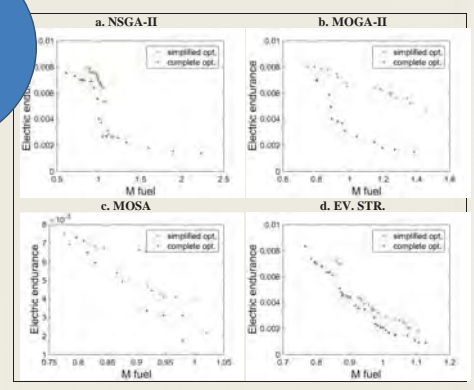 a. NSGA-II
b. MOGA-II
0.01
0.008
0.006
0.004
0.002
0
Electric endurance
simplified opt.
complete opt.
0.5
1
1.5
2
2.5
M fuel
0.01
0.008
0.006
0.004
0.002
0
Electric endurance
simplified opt.
complete opt.
0.6
0.8
1
1.2
1.4
1.6
M fuel
c. MOSA
d. EV. STR.
8
7
6
5
4
3
2
1
Electric endurance
simplified opt.
complete opt.
0.75
0.8
0.85
0.9
0.95
1
1.05
M fuel
0.01
0.008
0.006
0.004
0.002
0
Electric endurance
simplified opt.
complete opt.
0.7
0.8
0.9
1
1.1
1.2
M fuel